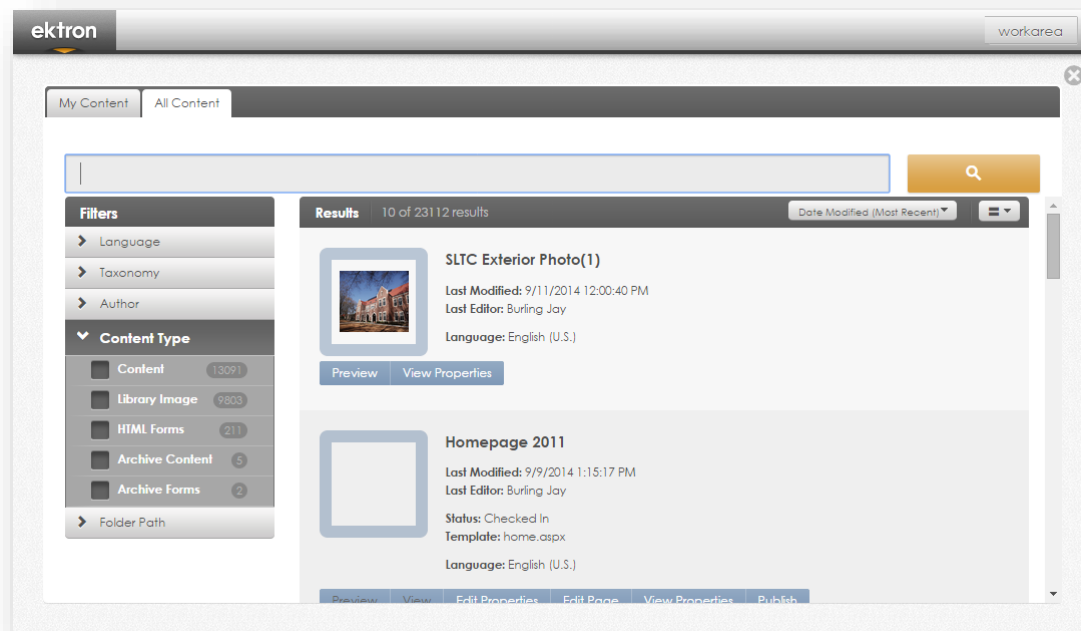 ektron
workarea
My Content All Content
Filters
Language
Taxonomy
Author
Content Type
Content 13091
Library Image 9803
HTML Forms 211
Archive Content 5
Archive Forms 2
Folder Path
Results 10 of 23112 results Date Modified (Most Recent)
SLTC Exterior Photo(1)
Last Modified: 9/11/2014 12:00:40 PM
Last Editor: Burling Jay
Language: English (U.S.)
Preview View Properties
Homepage 2011
Last Modified: 9/9/2014 1:15:17 PM
Last Editor: Burling Jay
Status: Checked In
Template: home.aspx
Language: English (U.S.)
Preview View Edit Properties Edit Page View Properties Publish